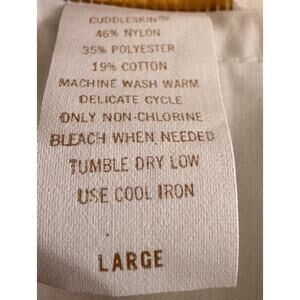 CUDDLESKIN®
46% NYLON
35% POLYESTER
19% COTTON
MACHINE WASH WARM
DELICATE CYCLE
ONLY NON-CHLORINE
BLEACH WHEN NEEDED
TUMBLE DRY LOW
USE COOL IRON
LARGE